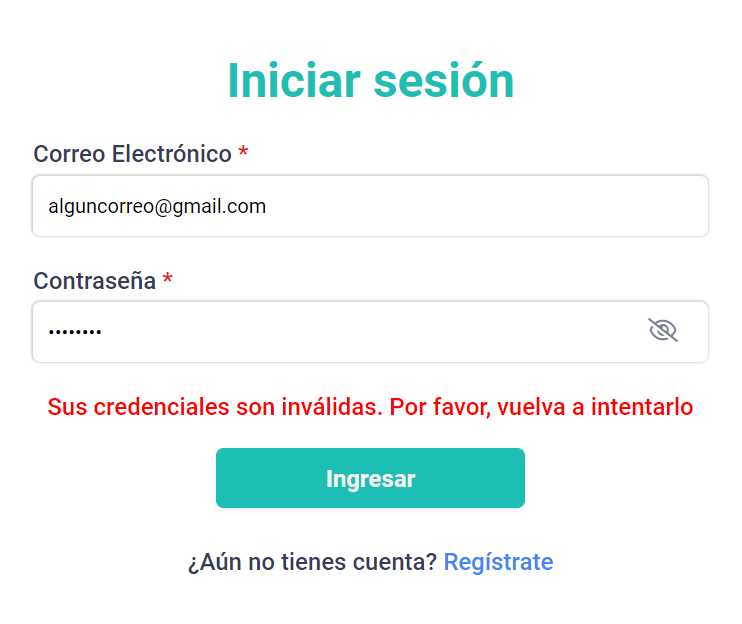 Iniciar sesión
Correo Electrónico *
alguncorreo@gmail.com
Contraseña *
••••••••
Sus credenciales son inválidas. Por favor, vuelva a intentarlo
Ingresar
¿Aún no tienes cuenta? Regístrate